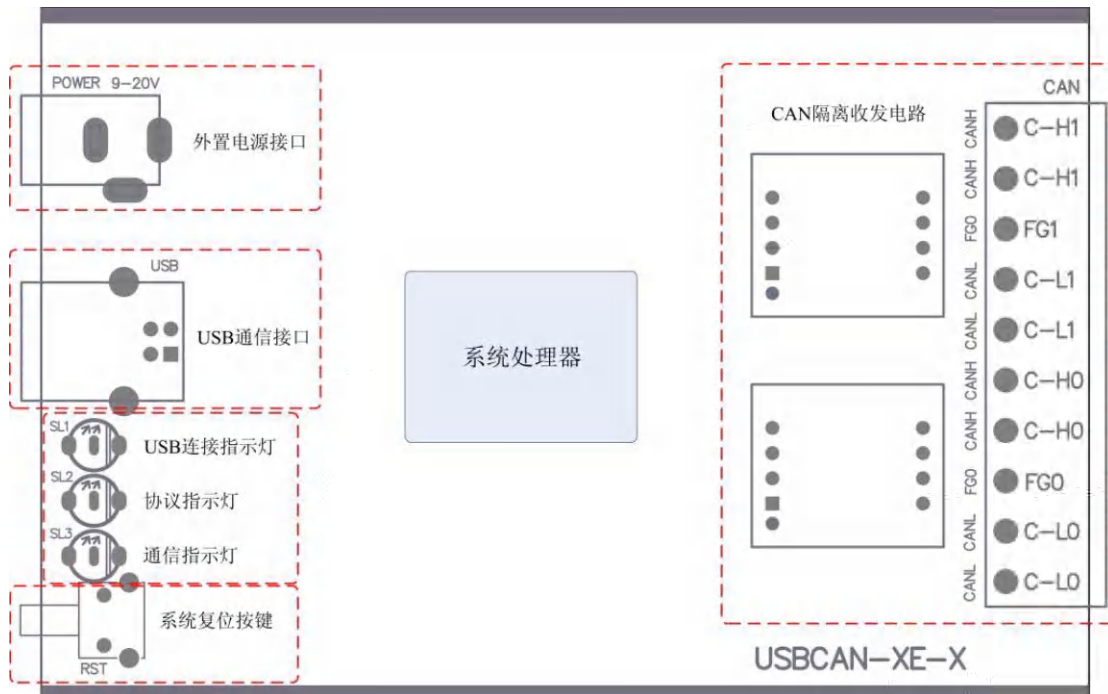 POWER 9-20V
外置电源接口
USB
USB通信接口
SL1
USB连接指示灯
SL2
协议指示灯
SL3
通信指示灯
系统复位按键
RST
系统处理器
CAN隔离收发电路
CAN
CANH C-H1
CANH C-H1
FG0 FG1
CANL C-L1
CANL C-L1
CANH C-H0
CANH C-H0
FG0 FG0
CANL C-L0
CANL C-L0
USBCAN-XE-X